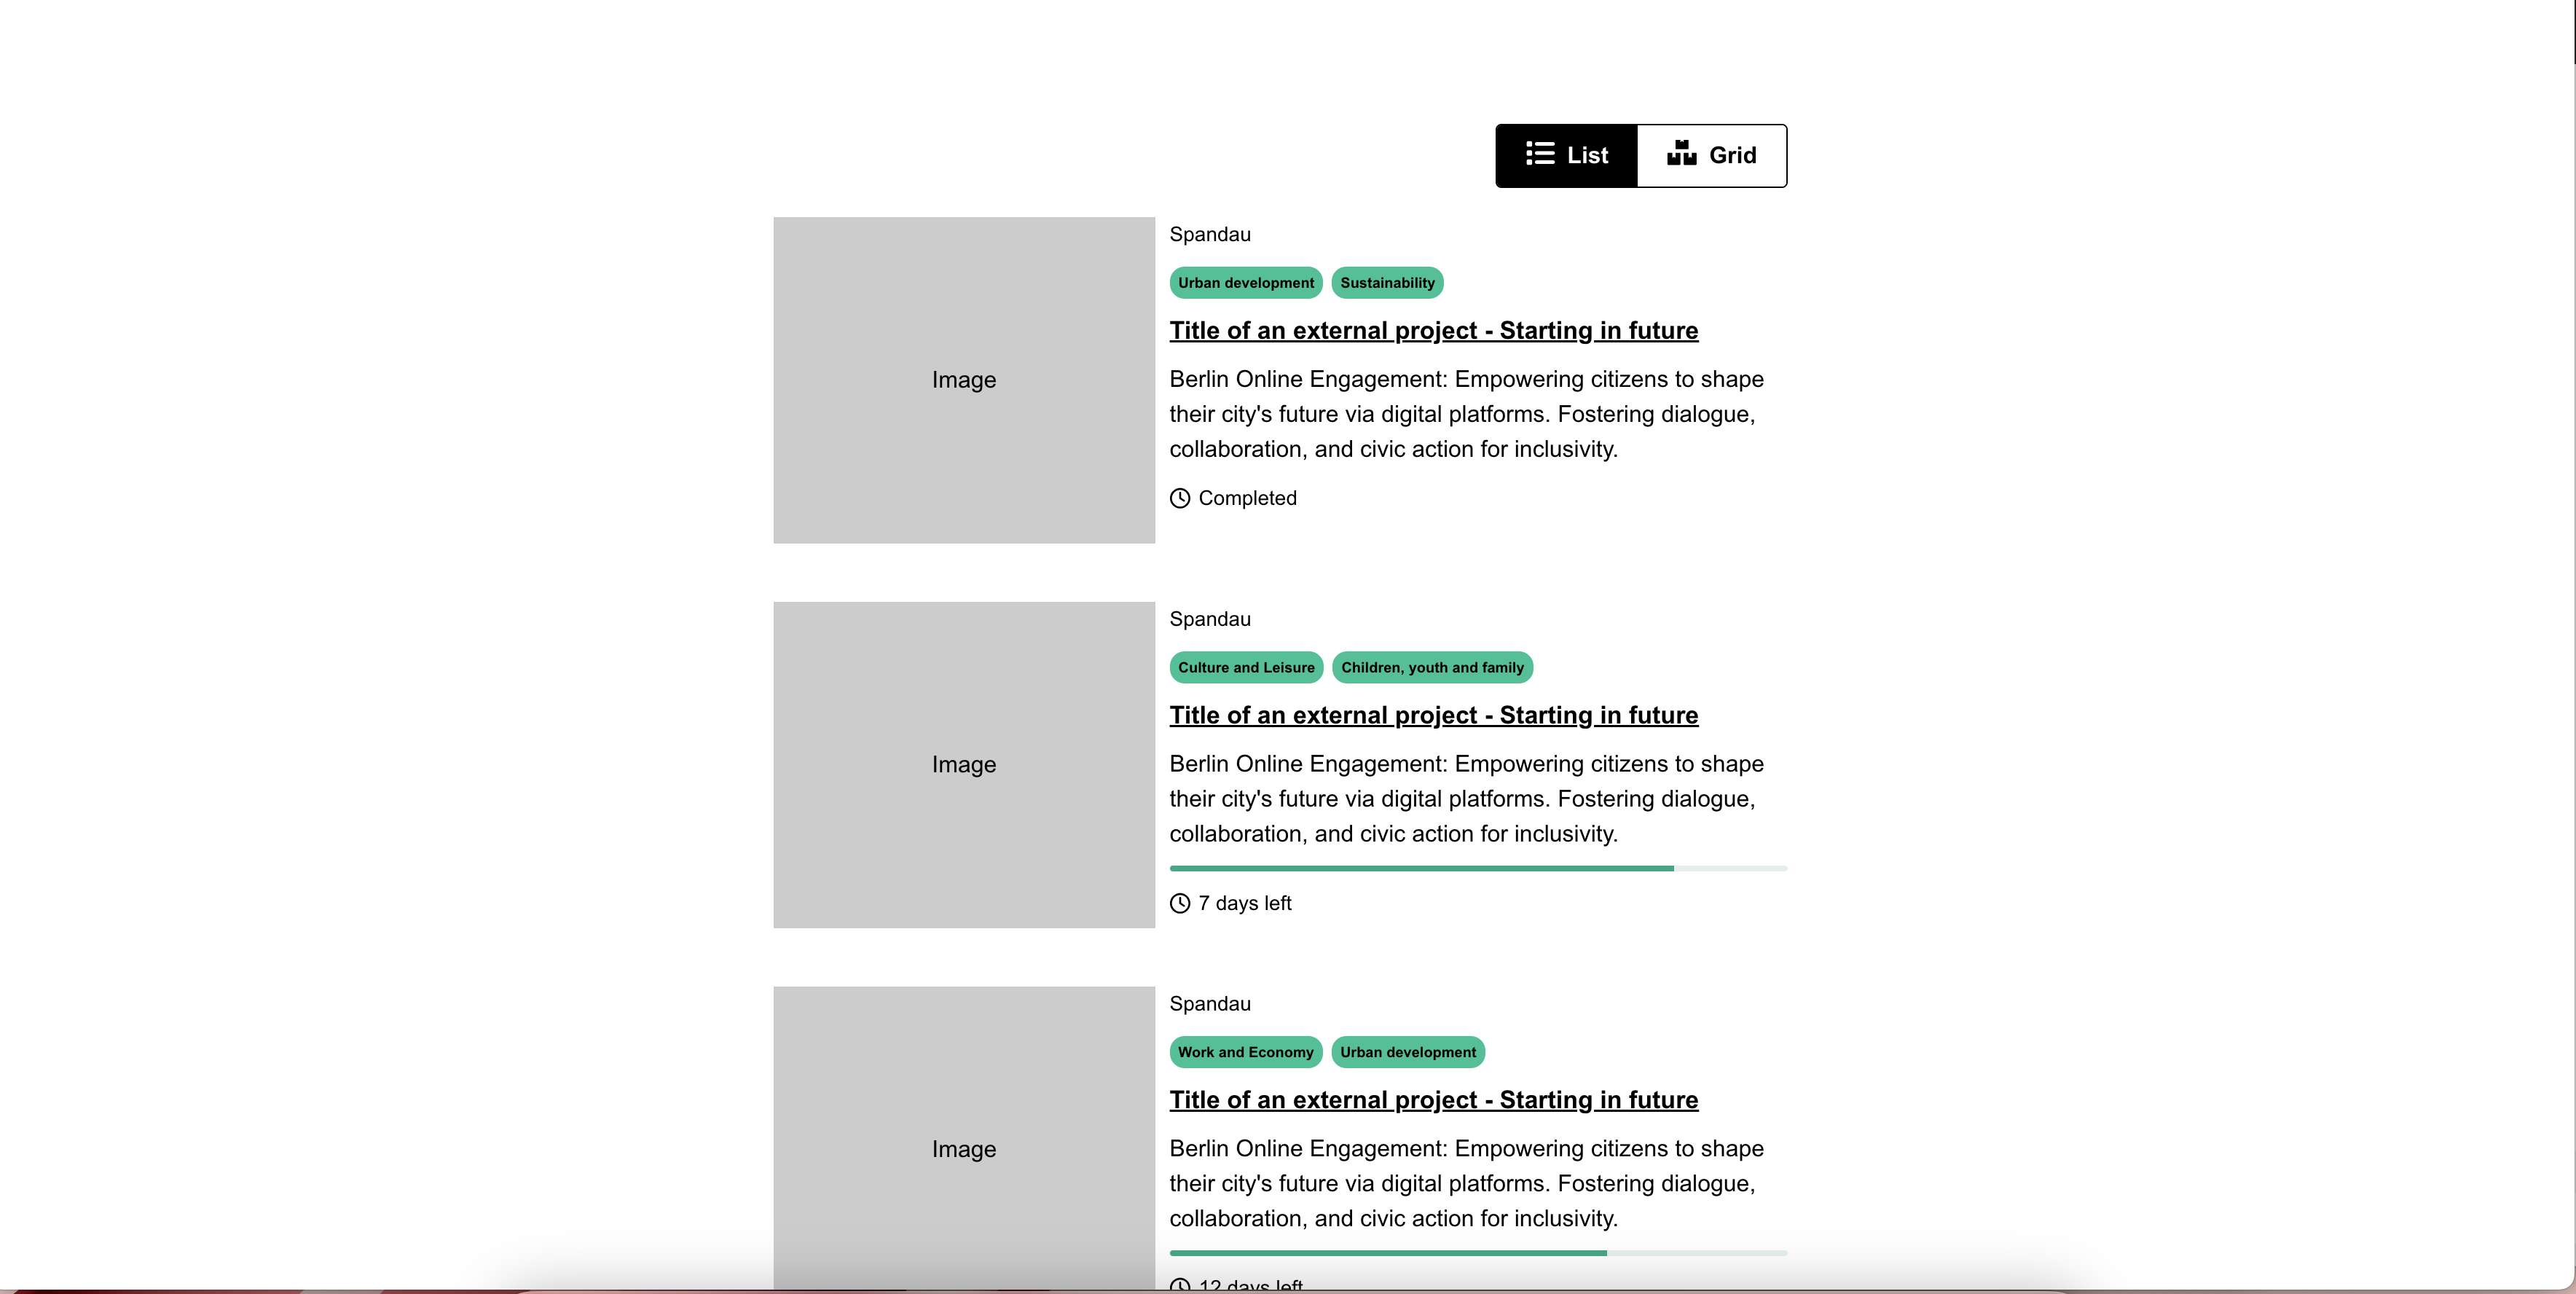 List Grid
Spandau
Urban development Sustainability
Title of an external project - Starting in future
Image
Berlin Online Engagement: Empowering citizens to shape
their city's future via digital platforms. Fostering dialogue,
collaboration, and civic action for inclusivity.
Completed
Spandau
Culture and Leisure Children, youth and family
Title of an external project - Starting in future
Image
Berlin Online Engagement: Empowering citizens to shape
their city's future via digital platforms. Fostering dialogue,
collaboration, and civic action for inclusivity.
7 days left
Spandau
Work and Economy Urban development
Title of an external project - Starting in future
Image
Berlin Online Engagement: Empowering citizens to shape
their city's future via digital platforms. Fostering dialogue,
collaboration, and civic action for inclusivity.
12 days left